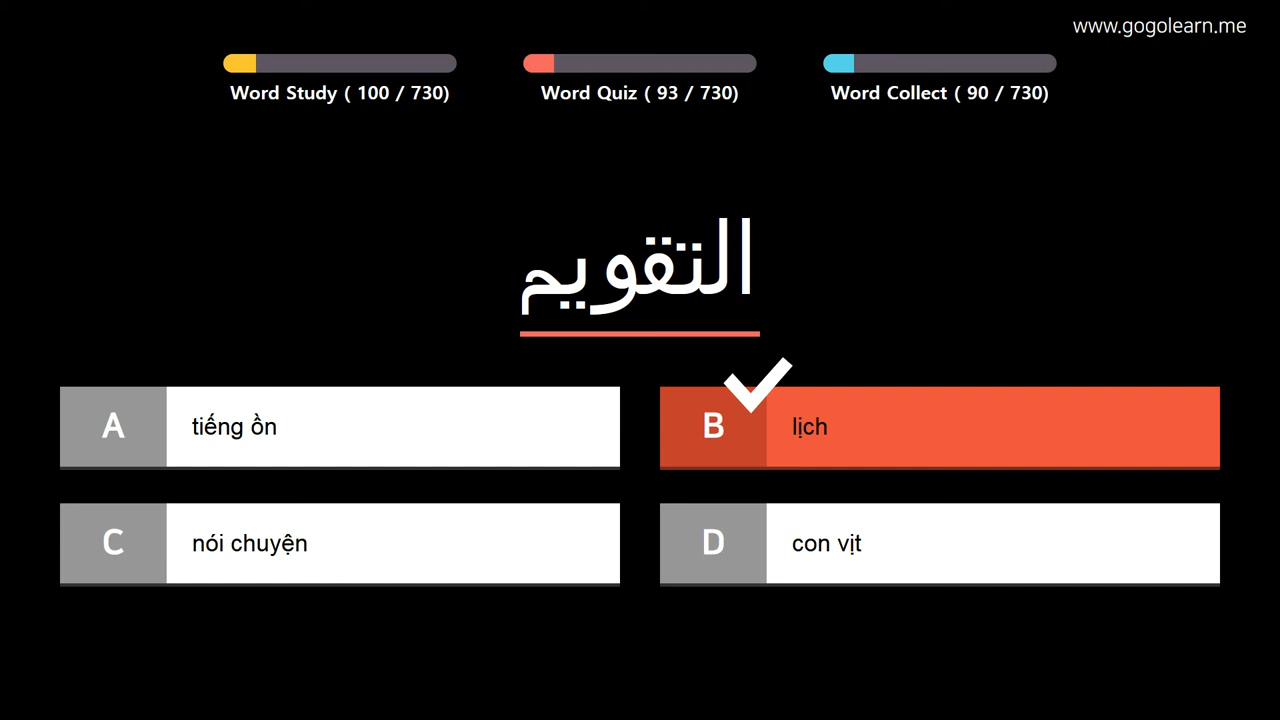 www.gogolearn.me
Word Study ( 100 / 730)
Word Quiz ( 93 / 730)
Word Collect ( 90 / 730)
التقويم
A tiếng ồn
B lịch
C nói chuyện
D con vịt